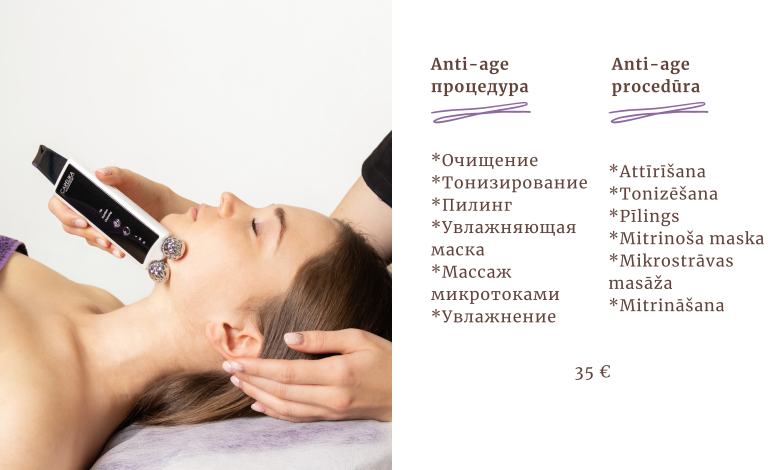 Anti-age
процедура
*Очищение
*Тонизирование
*Пилинг
*Увлажняющая
маска
*Массаж
микротоками
*Увлажнение
Anti-age
procedūra
*Attīrīšana
*Tonizēšana
*Pīlings
*Mitrinoša maska
*Mikrostrāvas
masāža
*Mitrināšana
35 €